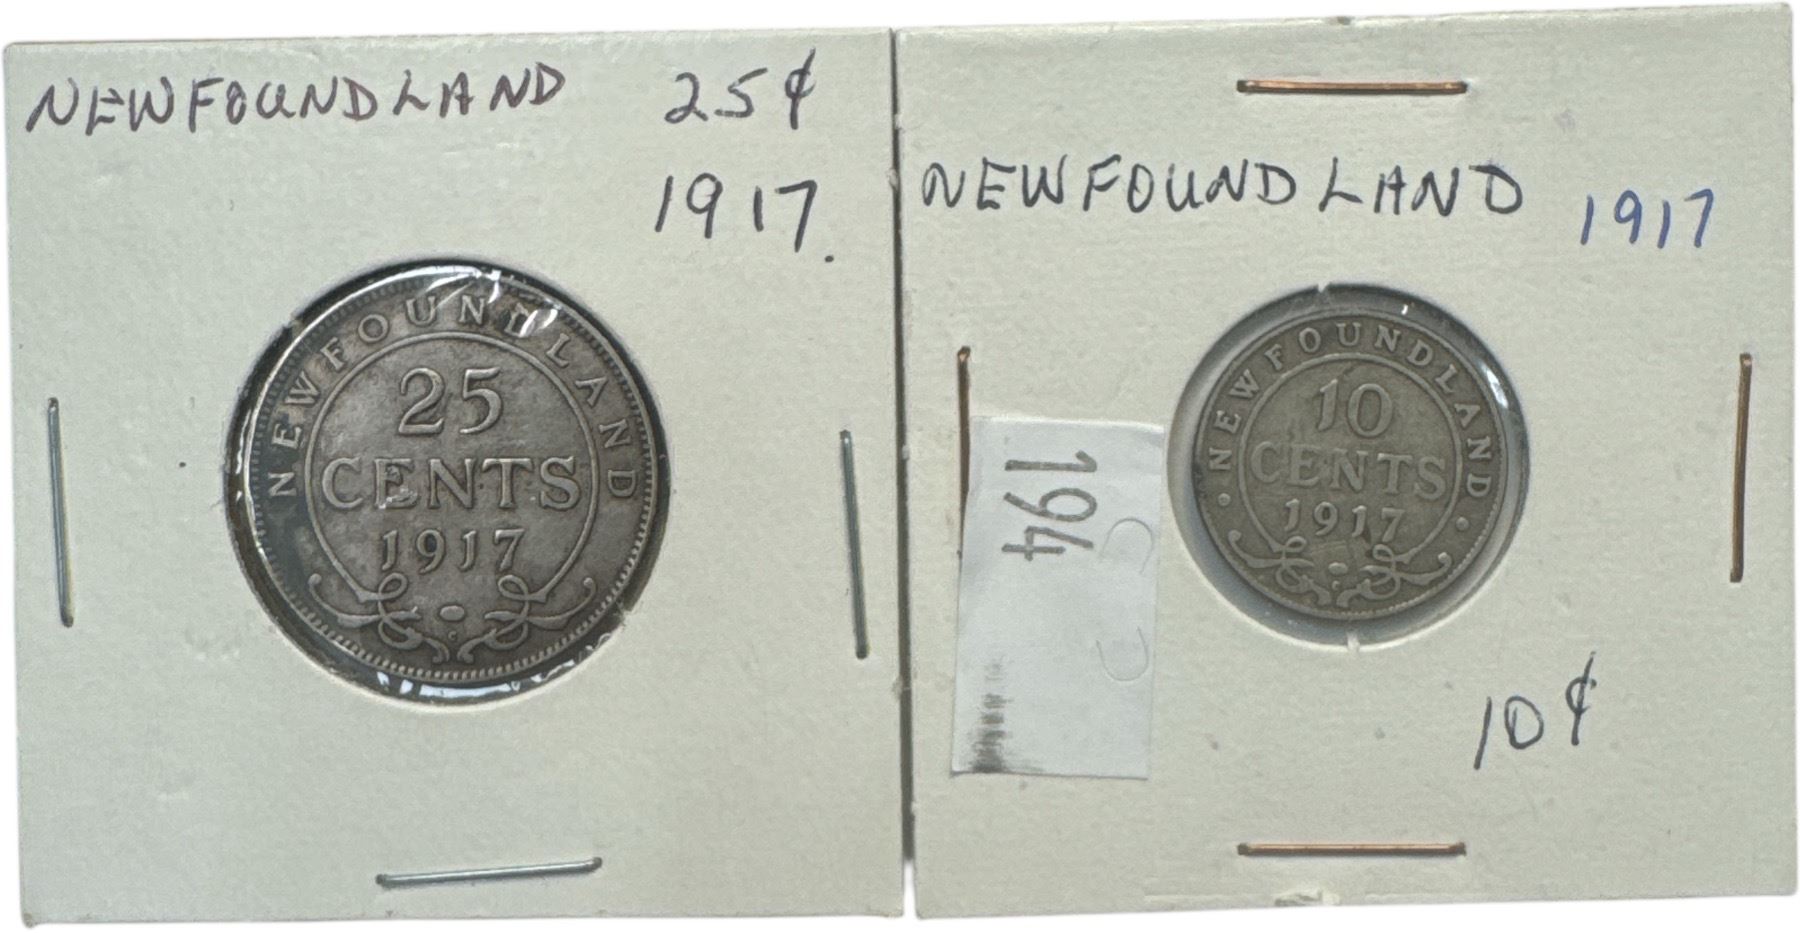 NEWFOUNDLAND 25¢
1917.
NEWFOUNDLAND
25
CENTS
1917
C
NEWFOUNDLAND 1917
NEWFOUNDLAND
10
CENTS
1917
C
194
10¢